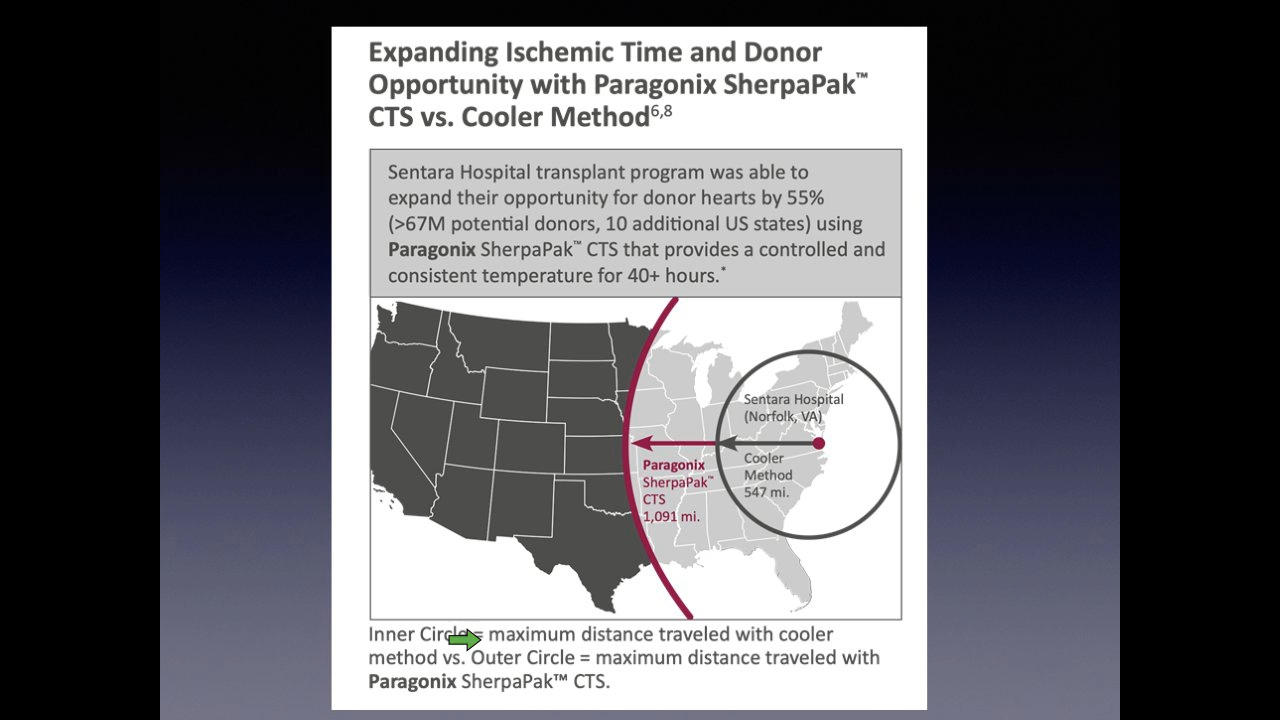 Expanding Ischemic Time and Donor
Opportunity with Paragonix SherpaPak™
CTS vs. Cooler Method6,8
Sentara Hospital transplant program was able to
expand their opportunity for donor hearts by 55%
(>67M potential donors, 10 additional US states) using
Paragonix SherpaPak™ CTS that provides a controlled and
consistent temperature for 40+ hours.*
Sentara Hospital
(Norfolk, VA)
Cooler
Method
547 mi.
Paragonix
SherpaPak™
CTS
1,091 mi.
Inner Circle = maximum distance traveled with cooler
method vs. Outer Circle = maximum distance traveled with
Paragonix SherpaPak™ CTS.